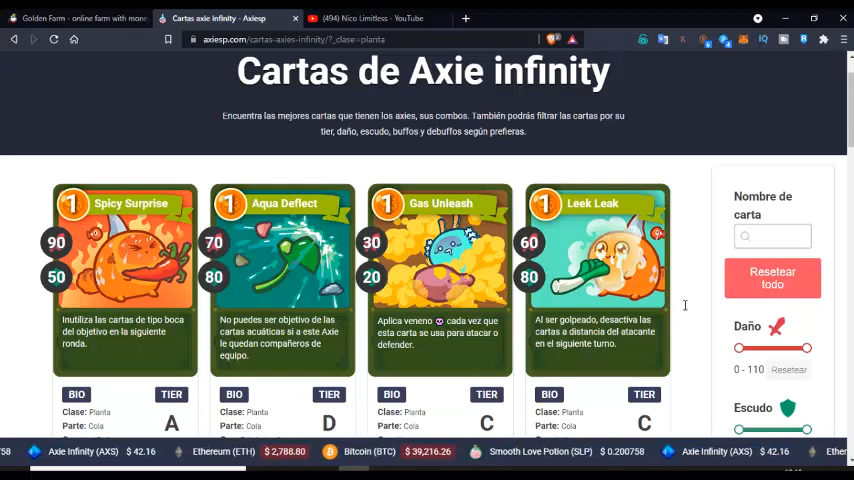 Golden Farm - online farm with mone
Cartas axie infinity - Axiesp
(494) Nico Limitless - YouTube
axiesp.com/cartas-axies-infinity/?_clase=planta
Cartas de Axie infinity
Encuentra las mejores cartas que tienen los axies, sus combos. También podrás filtrar las cartas por su
tier, daño, escudo, buffos y debuffos según prefieras.
1 Spicy Surprise
90
50
Inutiliza las cartas de tipo boca
del objetivo en la siguiente
ronda.
BIO TIER
Clase: Planta
Parte: Cola
A
1 Aqua Deflect
70
80
No puedes ser objetivo de las
cartas acuáticas si a este Axie
le quedan compañeros de
equipo.
BIO TIER
Clase: Planta
Parte: Cola
D
1 Gas Unleash
30
20
Aplica veneno cada vez que
esta carta se usa para atacar o
defender.
BIO TIER
Clase: Planta
Parte: Cola
C
1 Leek Leak
60
80
Al ser golpeado, desactiva las
cartas a distancia del atacante
en el siguiente turno.
BIO TIER
Clase: Planta
Parte: Cola
C
Nombre de
carta
Resetear
todo
Daño
0 - 110 Resetear
Escudo
58 Axie Infinity (AXS) $ 42.16 Ethereum (ETH) $ 2,788.80 Bitcoin (BTC) $ 39,216.26 Smooth Love Potion (SLP) $ 0.200758 Axie Infinity (AXS) $ 42.16 Ether